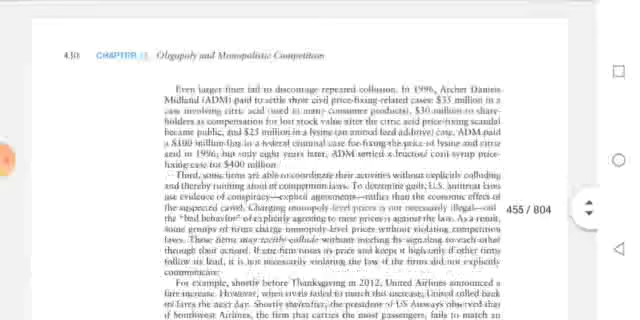 430 CHAPTER 13 Oligopoly and Monopolistic Competition
Even larger fines fail to discourage repeated collusion. In 1996, Archer Daniels
Midland (ADM) paid to settle three civil price-fixing-related cases: $35 million in a
case involving citric acid (used in many consumer products), $30 million to share-
holders as compensation for lost stock value after the citric acid price-fixing scandal
became public, and $25 million in a lysine (an animal feed additive) case. ADM paid
a $100 million fine in a federal criminal case for fixing the price of lysine and citric
acid in 1996, but only eight years later, ADM settled a fructose corn syrup price-
fixing case for $400 million.
Third, some firms are able to coordinate their activities without explicitly colluding
and thereby running afoul of competition laws. To determine guilt, U.S. antitrust laws
use evidence of conspiracy—explicit agreements—rather than the economic effect of
the suspected cartel. Charging monopoly-level prices is not necessarily illegal—only
the "bad behavior" of explicitly agreeing to raise prices is against the law. As a result,
some groups of firms charge monopoly-level prices without violating competition
laws. These firms may tacitly collude without meeting by signaling to each other
through their actions. If one firm raises its price and keeps it high only if other firms
follow its lead, it is not necessarily violating the law if the firms did not explicitly
communicate.
For example, shortly before Thanksgiving in 2012, United Airlines announced a
fare increase. However, when rivals failed to match this increase, United rolled back
its fares the next day. Shortly thereafter, the president of US Airways observed that
if Southwest Airlines, the firm that carries the most passengers, fails to match an
455 / 804